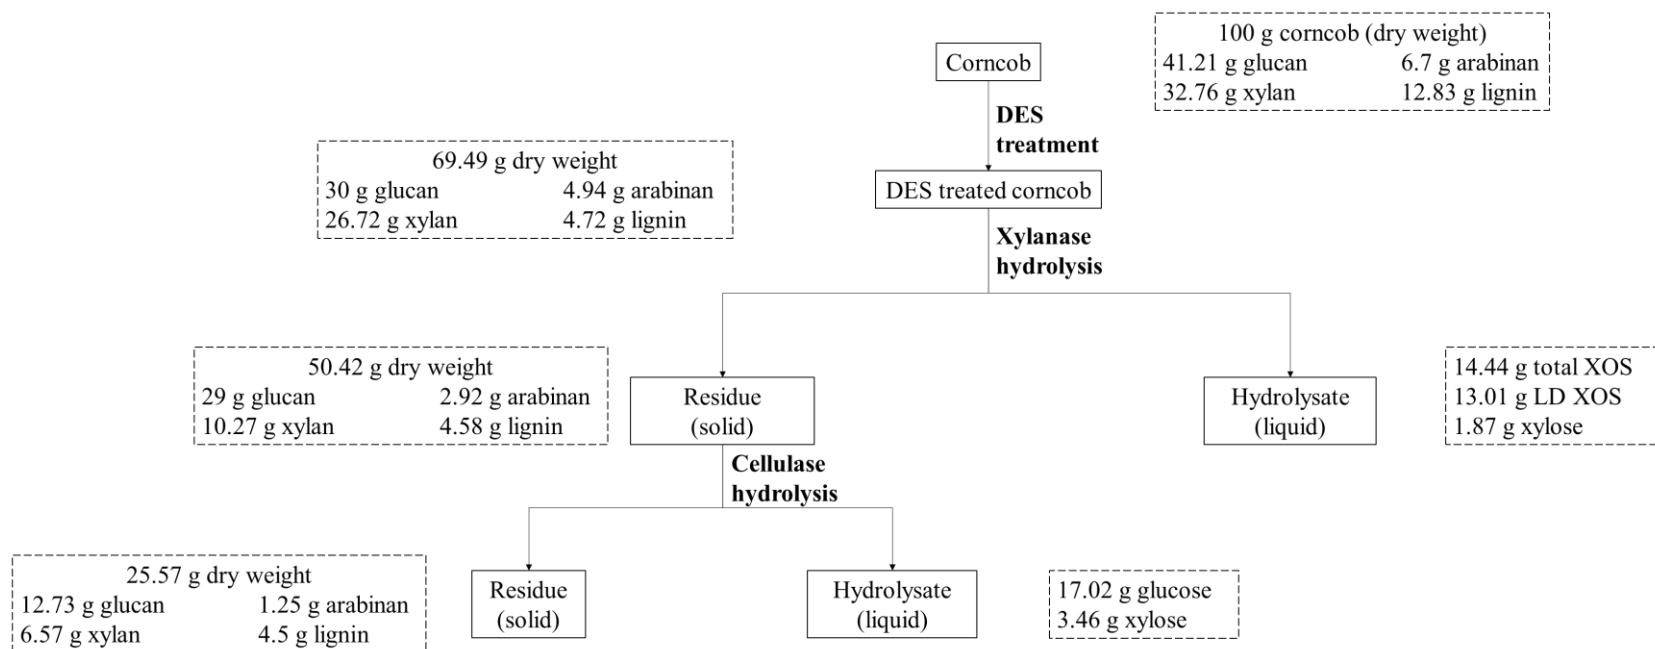 Corncob
100 g corncob (dry weight)
41.21 g glucan 6.7 g arabinan
32.76 g xylan 12.83 g lignin
DES
treatment
69.49 g dry weight
30 g glucan 4.94 g arabinan
26.72 g xylan 4.72 g lignin
DES treated corncob
Xylanase
hydrolysis
50.42 g dry weight
29 g glucan 2.92 g arabinan
10.27 g xylan 4.58 g lignin
Residue
(solid)
Hydrolysate
(liquid)
14.44 g total XOS
13.01 g LD XOS
1.87 g xylose
Cellulase
hydrolysis
25.57 g dry weight
12.73 g glucan 1.25 g arabinan
6.57 g xylan 4.5 g lignin
Residue
(solid)
Hydrolysate
(liquid)
17.02 g glucose
3.46 g xylose